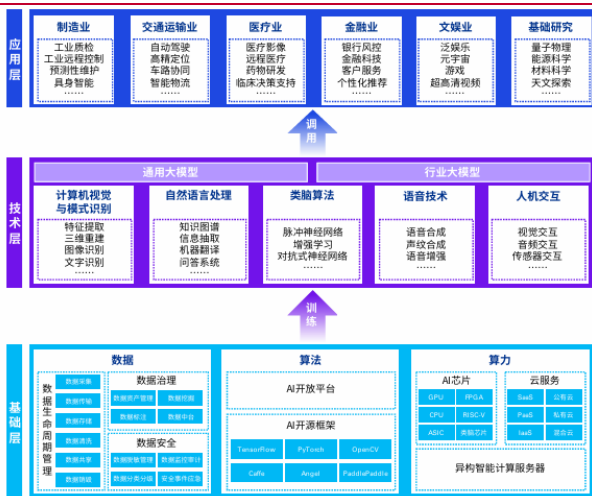 应用层
制造业
工业质检
工业远程控制
预测性维护
具身智能
……
交通运输业
自动驾驶
高精定位
车路协同
智能物流
……
医疗业
医疗影像
远程医疗
药物研发
临床决策支持
……
金融业
银行风控
金融科技
客户服务
个性化推荐
……
文娱业
泛娱乐
元宇宙
游戏
超高清视频
……
基础研究
量子物理
能源科学
材料科学
天文探索
……
调用
技术层
通用大模型
行业大模型
计算机视觉
与模式识别
特征提取
三维重建
图像识别
文字识别
……
自然语言处理
知识图谱
信息抽取
机器翻译
问答系统
……
类脑算法
脉冲神经网络
增强学习
对抗式神经网络
……
语音技术
语音合成
声纹合成
语音增强
……
人机交互
视觉交互
音频交互
传感器交互
……
训练
基础层
数据
数据生命周期管理
数据采集
数据传输
数据存储
数据清洗
数据共享
数据销毁
数据治理
数据资产管理
数据挖掘
数据标注
数据中台
数据安全
数据脱敏管理
数据监控审计
数据分类分级
安全事件应急
算法
AI开放平台
AI开源框架
Tensorflow
PyTorch
OpenCV
Caffe
Angel
PaddlePaddle
算力
AI芯片
GPU
FPGA
CPU
RISC-V
ASIC
类脑芯片
云服务
SaaS
公有云
PaaS
私有云
IaaS
混合云
异构智能计算服务器